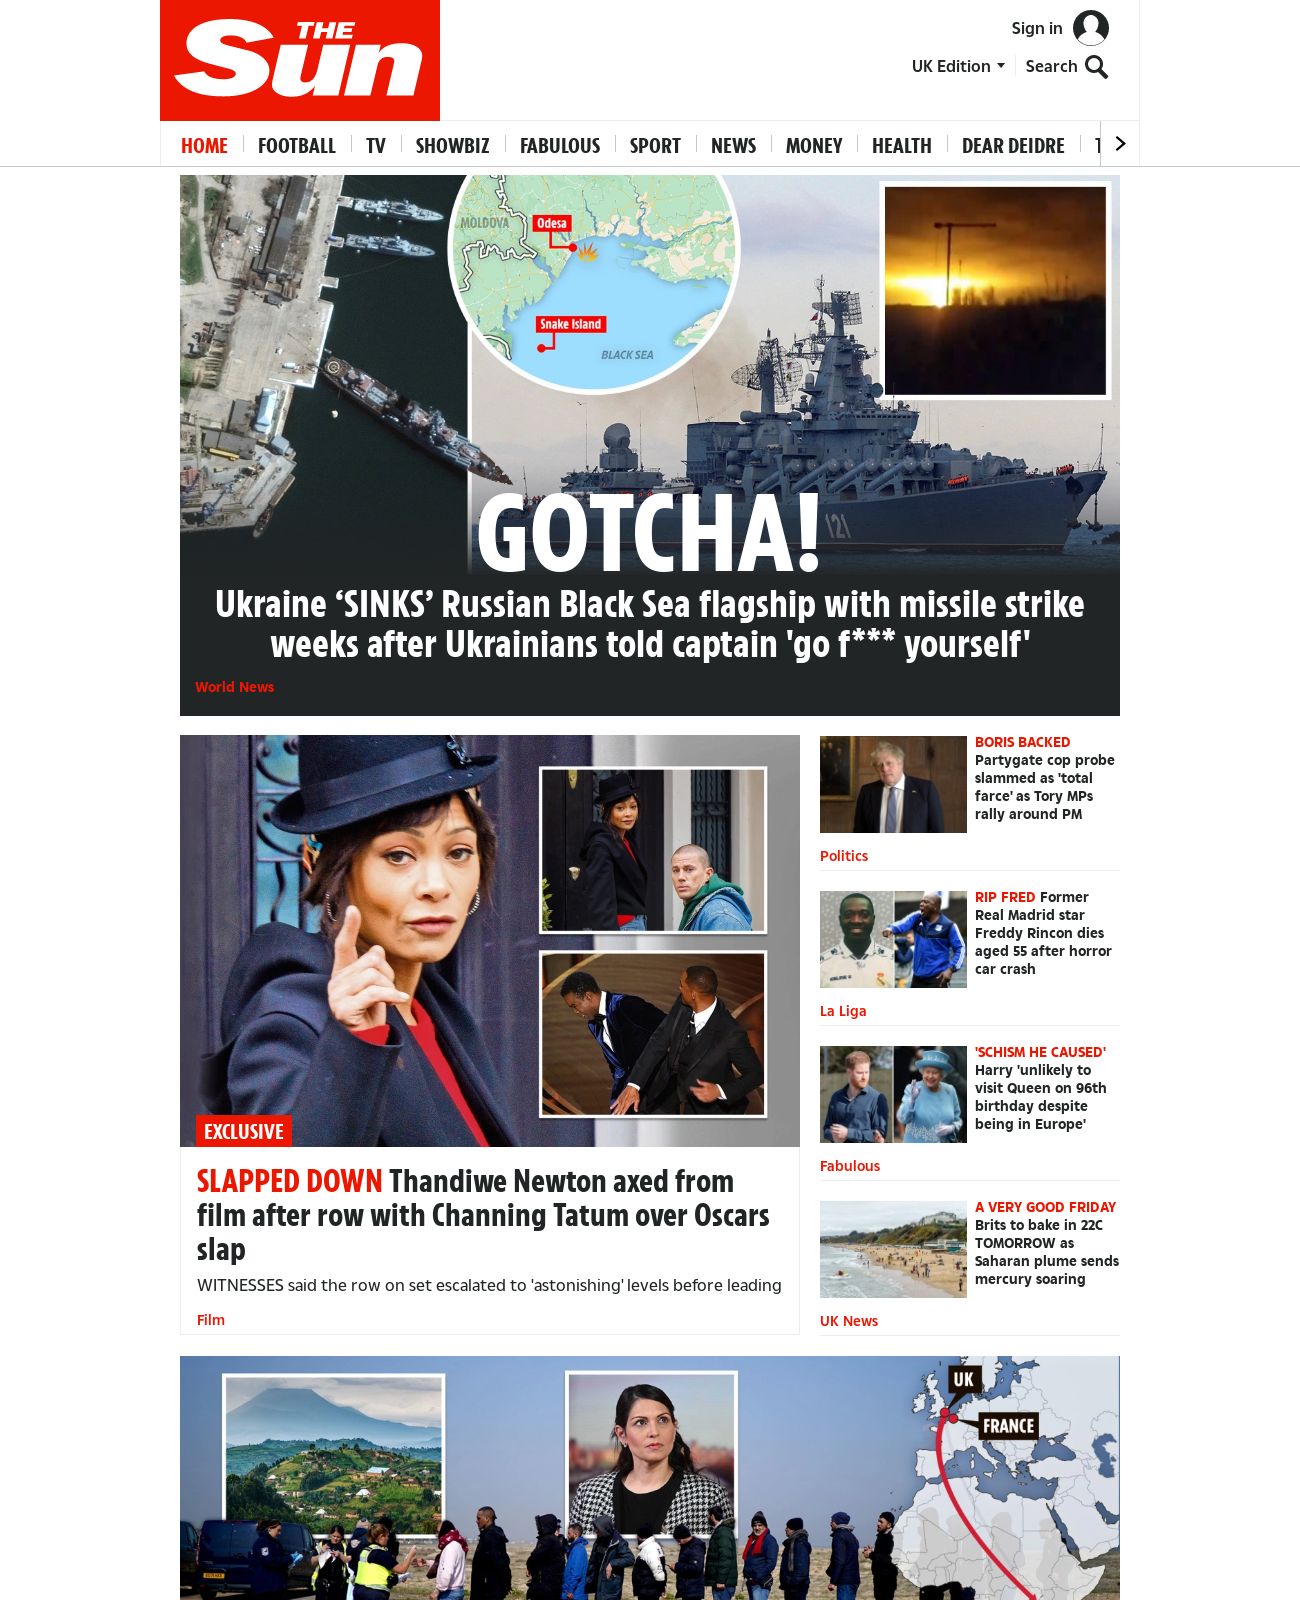 THE
Sun
Sign in
UK Edition
Search
HOME
FOOTBALL
TV
SHOWBIZ
FABULOUS
SPORT
NEWS
MONEY
HEALTH
DEAR DEIDRE
MOLDOVA
Odesa
Snake Island
BLACK SEA
121
GOTCHA!
Ukraine ‘SINKS’ Russian Black Sea flagship with missile strike
weeks after Ukrainians told captain 'go f*** yourself'
World News
EXCLUSIVE
SLAPPED DOWN Thandiwe Newton axed from
film after row with Channing Tatum over Oscars
slap
WITNESSES said the row on set escalated to 'astonishing' levels before leading
Film
BORIS BACKED
Partygate cop probe
slammed as 'total
farce' as Tory MPs
rally around PM
Politics
RIP FRED Former
Real Madrid star
Freddy Rincon dies
aged 55 after horror
car crash
La Liga
'SCHISM HE CAUSED'
Harry 'unlikely to
visit Queen on 96th
birthday despite
being in Europe'
Fabulous
A VERY GOOD FRIDAY
Brits to bake in 22C
TOMORROW as
Saharan plume sends
mercury soaring
UK News
UK
FRANCE